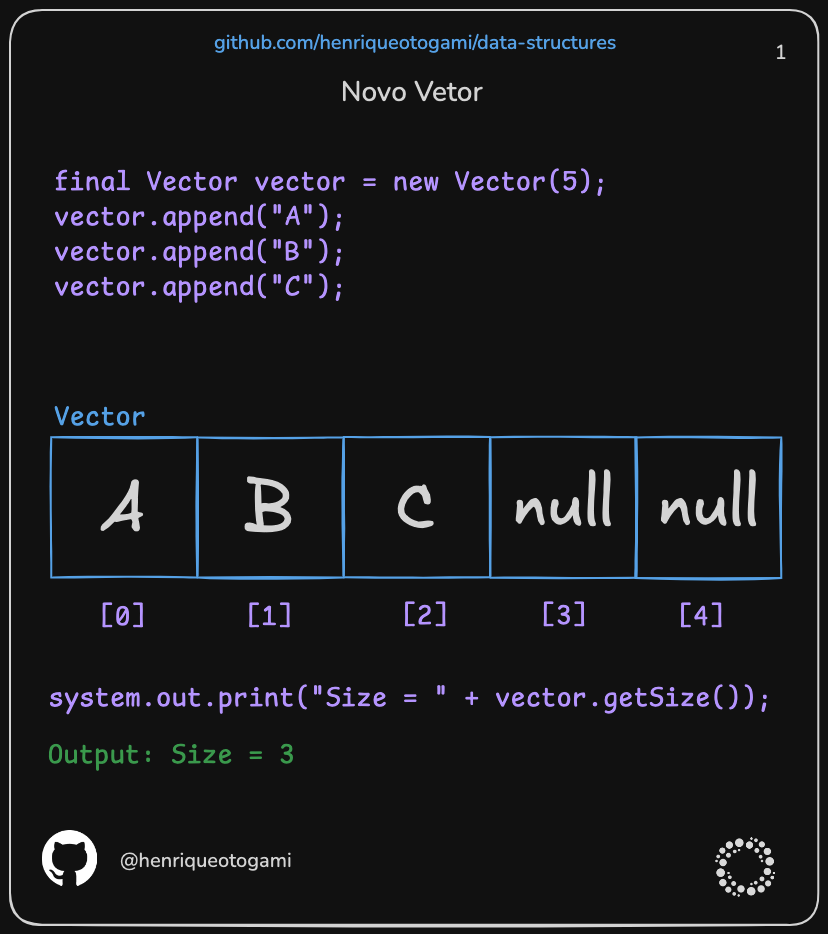 github.com/henriqueotogami/data-structures
1
Novo Vetor
final Vector vector = new Vector(5);
vector.append("A");
vector.append("B");
vector.append("C");
Vector
A B C null null
[0] [1] [2] [3] [4]
system.out.print("Size = " + vector.getSize());
Output: Size = 3
@henriqueotogami